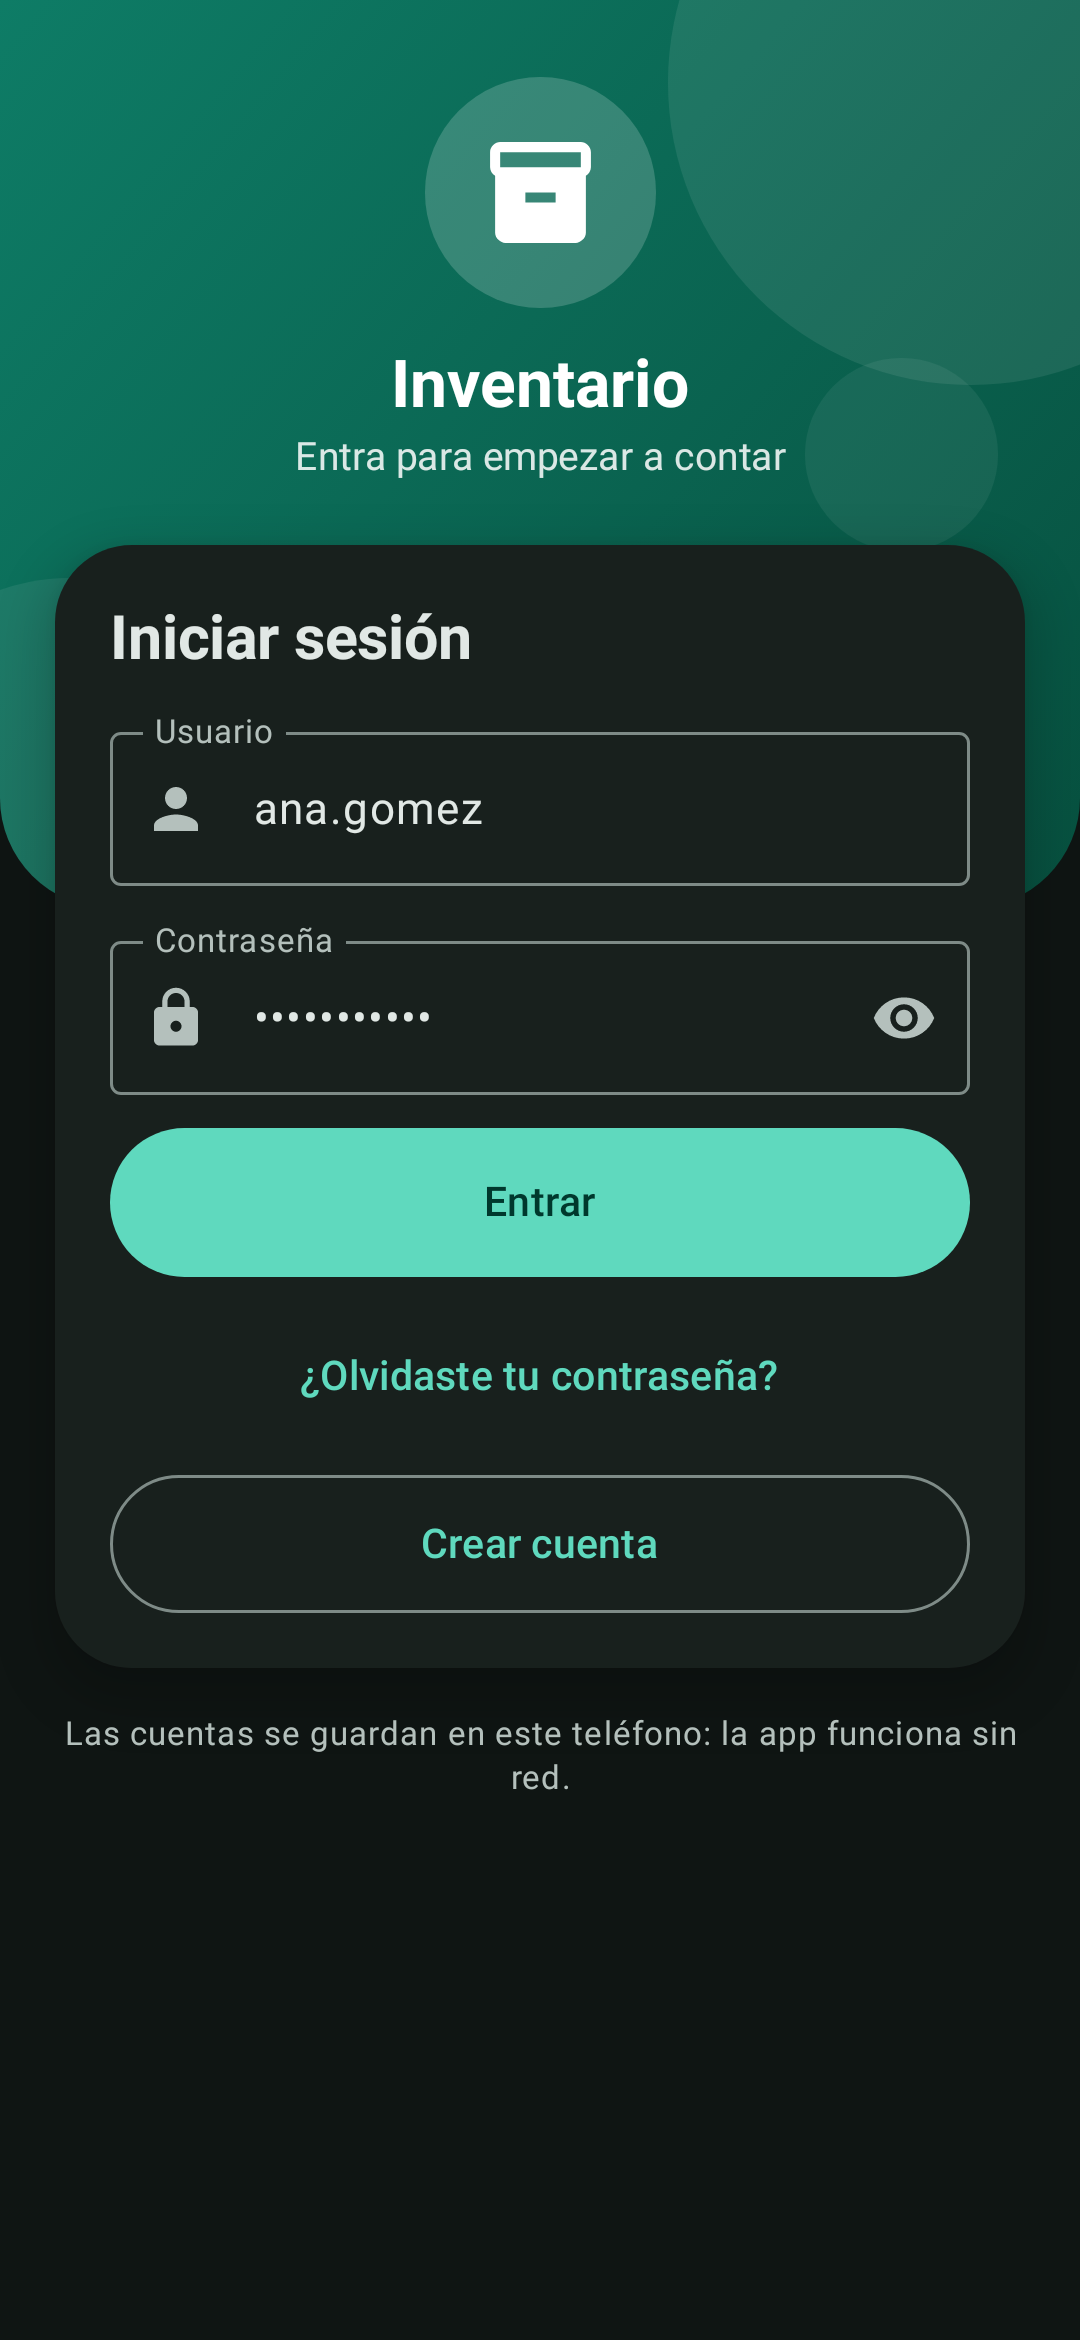 Inventario
Entra para empezar a contar
Iniciar sesión
Usuario
ana.gomez
Contraseña
•••••••••••
Entrar
¿Olvidaste tu contraseña?
Crear cuenta
Las cuentas se guardan en este teléfono: la app funciona sin
red.